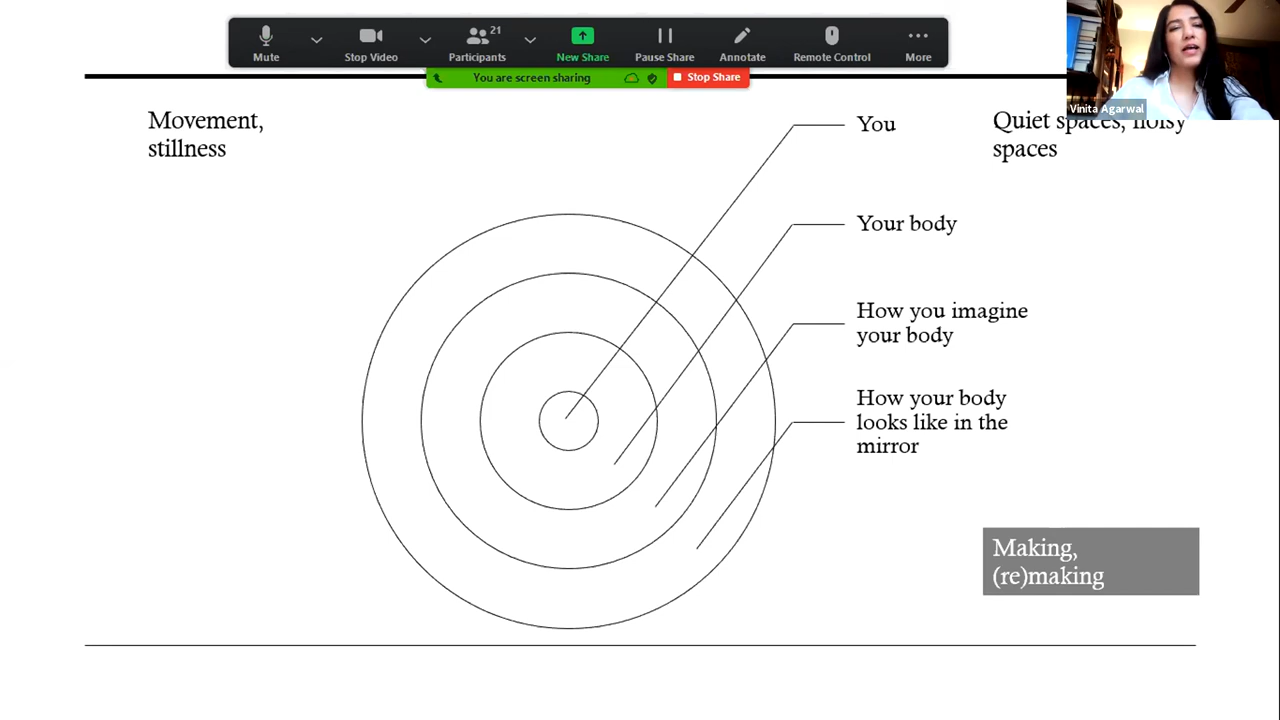 21
Mute
Stop Video
Participants
New Share
Pause Share
Annotate
Remote Control
More
You are screen sharing
Stop Share
Vinita Agarwal
Movement,
stillness
You
Quiet spaces, noisy
spaces
Your body
How you imagine
your body
How your body
looks like in the
mirror
Making,
(re)making